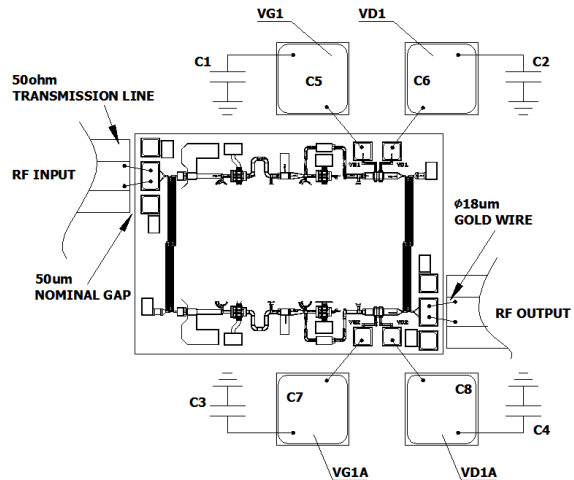 VG1
VD1
C1
C5
C6
C2
50ohm
TRANSMISSION LINE
RF INPUT
VG1
VD1
ϕ18um
GOLD WIRE
50um
NOMINAL GAP
RF OUTPUT
VG2
VD2
C3
C7
C8
C4
VG1A
VD1A